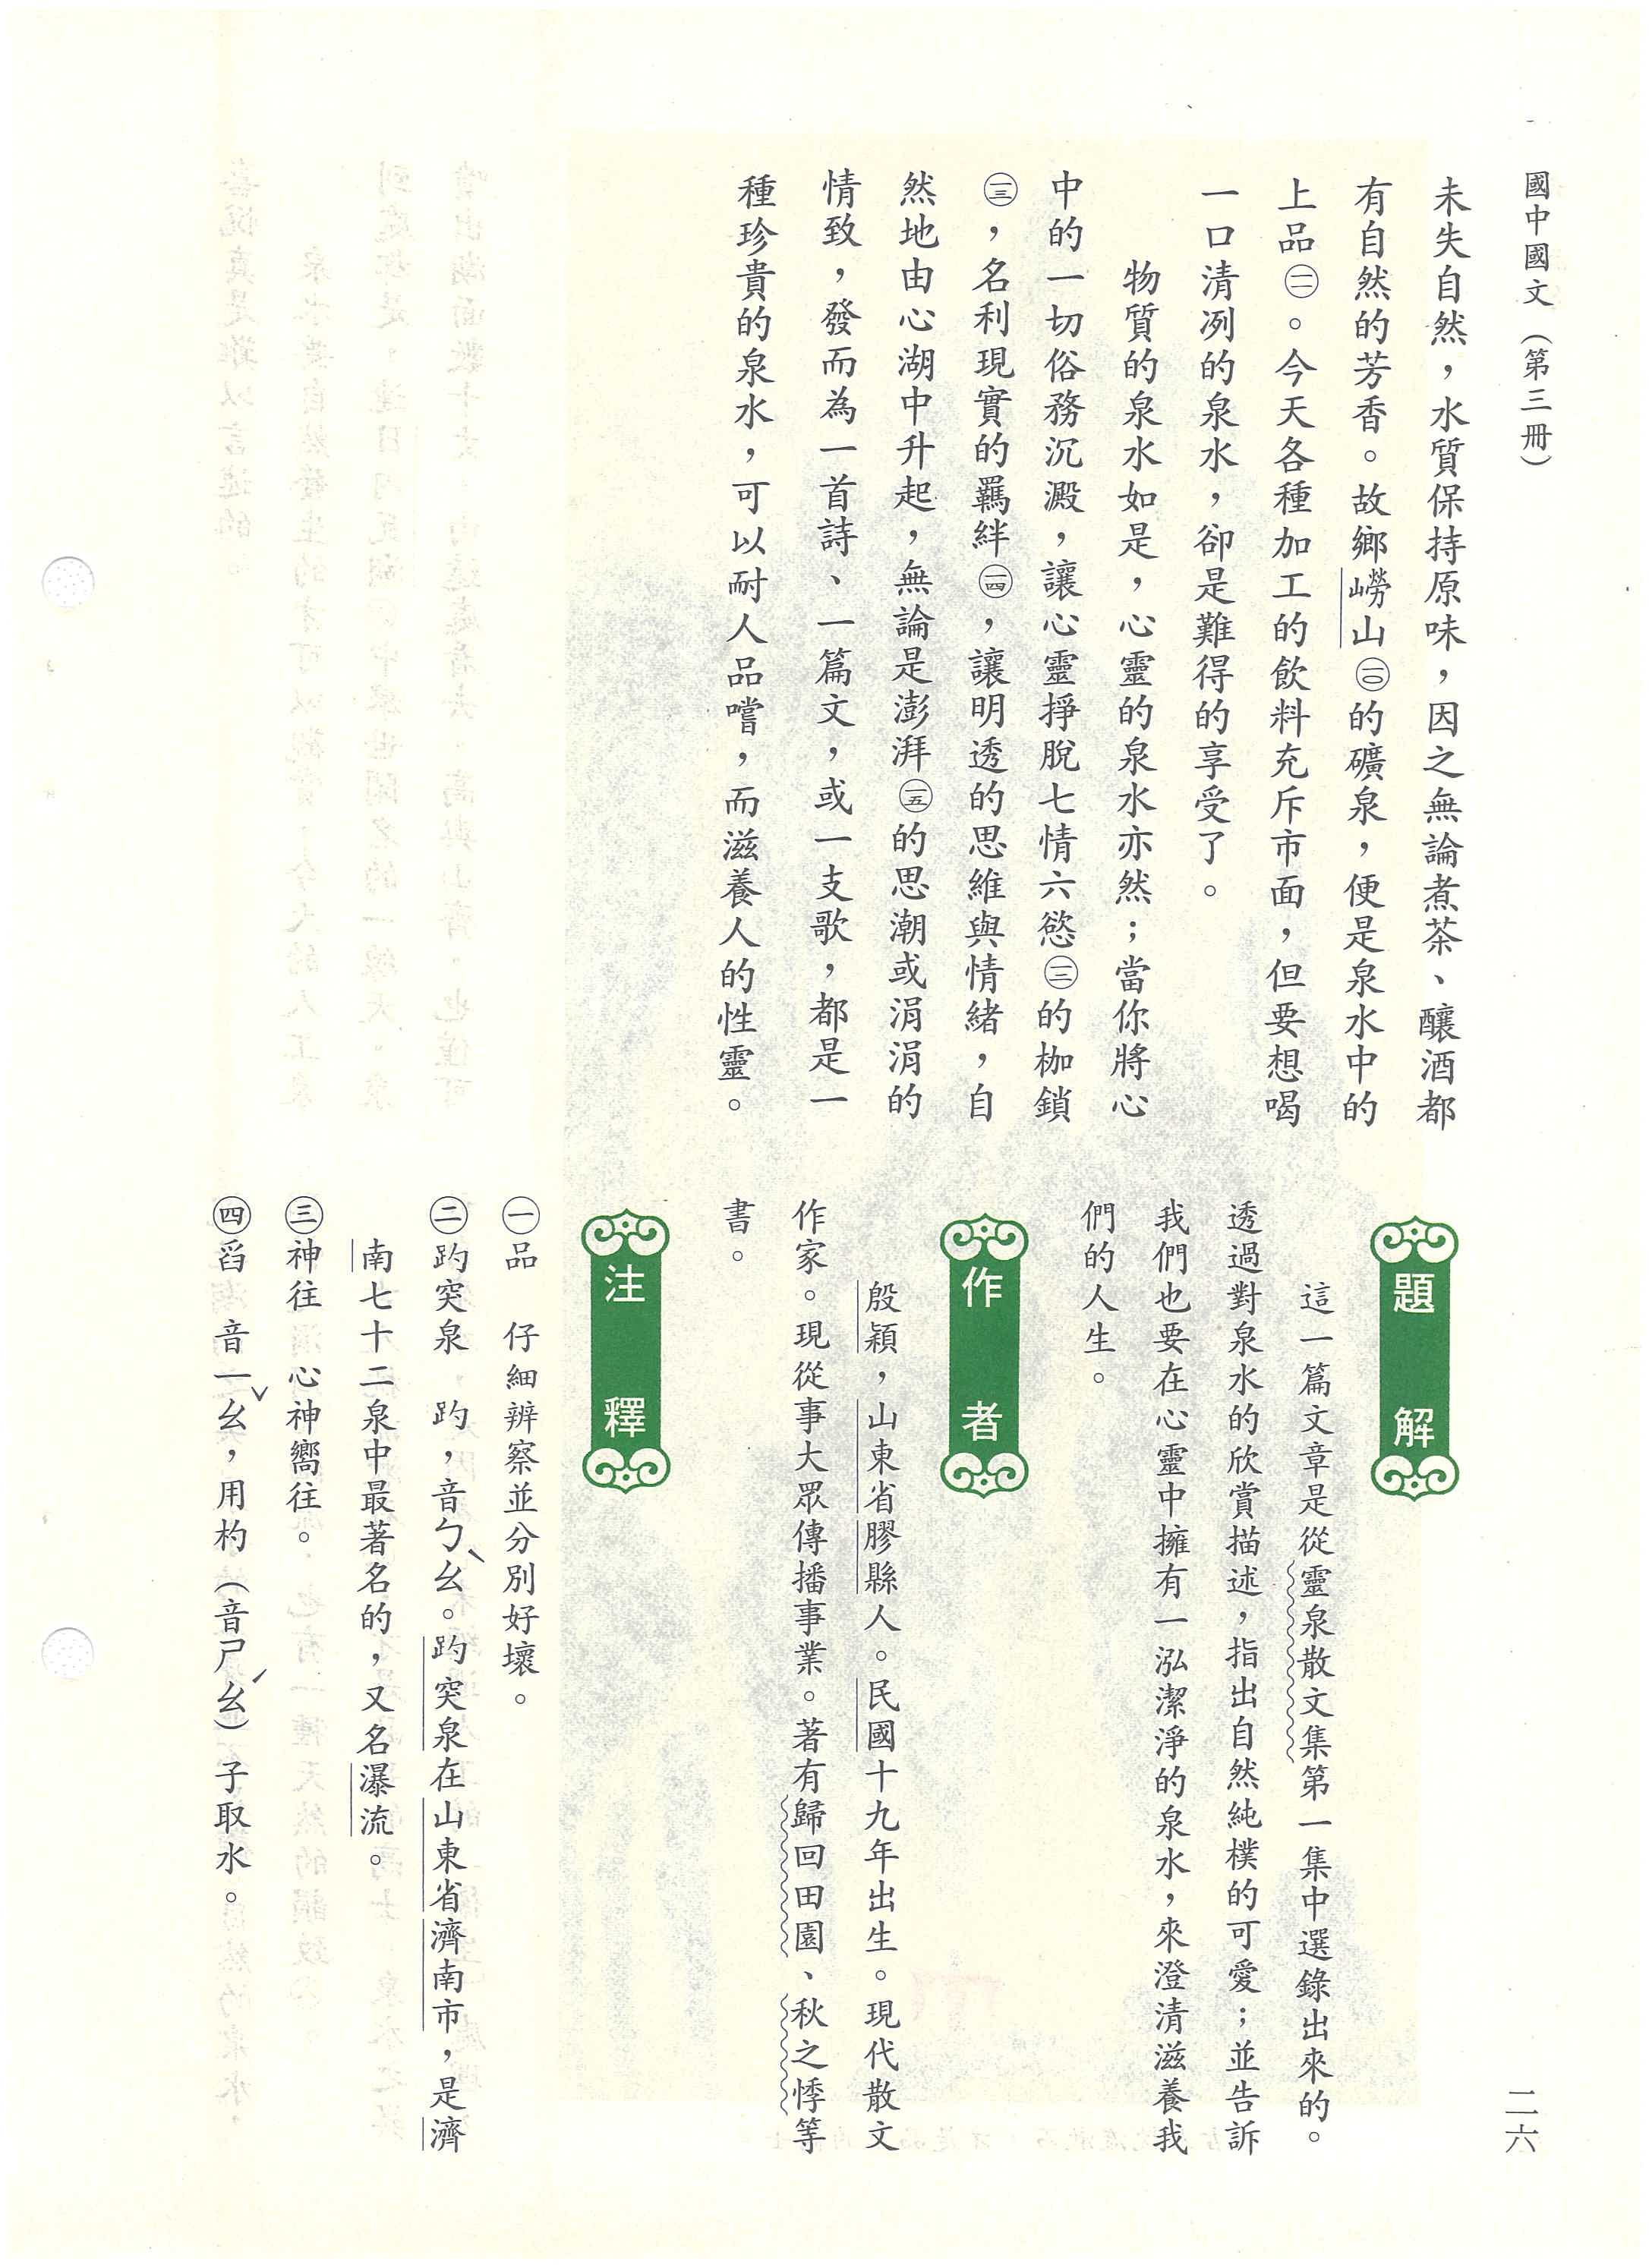 國中國文（第三冊）
二六
未失自然，水質保持原味，因之無論煮茶、釀酒都
有自然的芳香。故鄉嶗山㊀〇的礦泉，便是泉水中的
上品㊀一。今天各種加工的飲料充斥市面，但要想喝
一口清冽的泉水，卻是難得的享受了。
物質的泉水如是，心靈的泉水亦然；當你將心
中的一切俗務沉澱，讓心靈掙脫七情六慾㊀二的枷鎖
㊀三，名利現實的羈絆㊀四，讓明透的思維與情緒，自
然地由心湖中升起，無論是澎湃㊀五的思潮或涓涓的
情致，發而為一首詩、一篇文，或一支歌，都是一
種珍貴的泉水，可以耐人品嚐，而滋養人的性靈。
題解
這一篇文章是從靈泉散文集第一集中選錄出來的。
透過對泉水的欣賞描述，指出自然純樸的可愛；並告訴
我們也要在心靈中擁有一泓潔淨的泉水，來澄清滋養我
們的人生。
作者
殷穎，山東省膠縣人。民國十九年出生。現代散文
作家。現從事大眾傳播事業。著有歸回田園、秋之悸等
書。
注釋
㊀品　仔細辨察並分別好壞。
㊁趵突泉　趵，音ㄅㄠˋ。趵突泉在山東省濟南市，是濟
南七十二泉中最著名的，又名瀑流。
㊂神往　心神嚮往。
㊃舀　音ㄧㄠˇ，用杓（音ㄕㄠˊ）子取水。